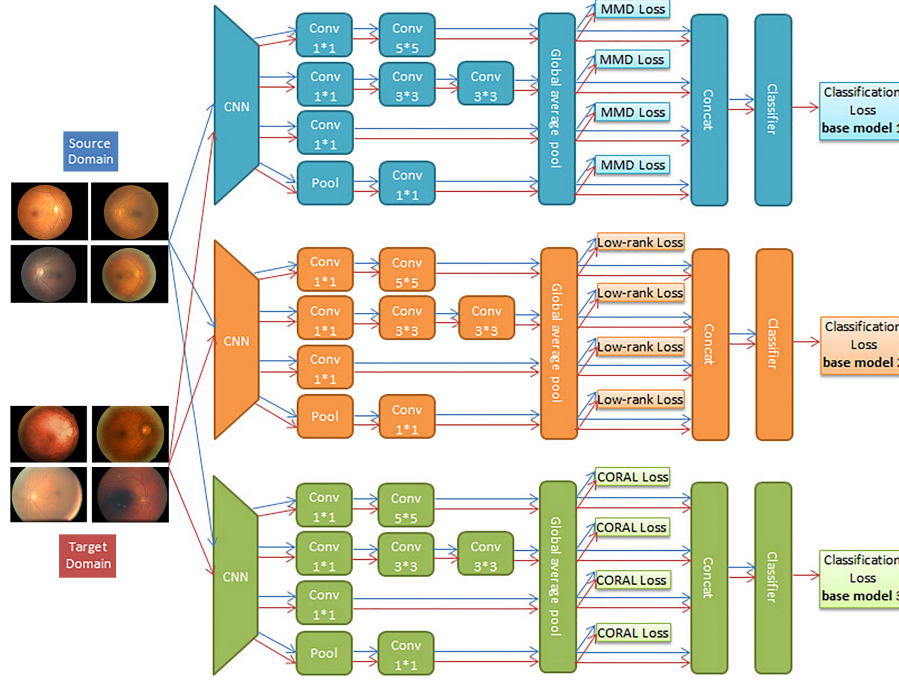 Source
Domain
Target
Domain
CNN
Conv
1*1
Conv
5*5
Conv
1*1
Conv
3*3
Conv
3*3
Conv
1*1
Pool
Conv
1*1
Global average pool
MMD Loss
MMD Loss
MMD Loss
MMD Loss
Concat
Classifier
Classification
Loss
base model 1
CNN
Conv
1*1
Conv
5*5
Conv
1*1
Conv
3*3
Conv
3*3
Conv
1*1
Pool
Conv
1*1
Global average pool
Low-rank Loss
Low-rank Loss
Low-rank Loss
Low-rank Loss
Concat
Classifier
Classification
Loss
base model 2
CNN
Conv
1*1
Conv
5*5
Conv
1*1
Conv
3*3
Conv
3*3
Conv
1*1
Pool
Conv
1*1
Global average pool
CORAL Loss
CORAL Loss
CORAL Loss
CORAL Loss
Concat
Classifier
Classification
Loss
base model 3